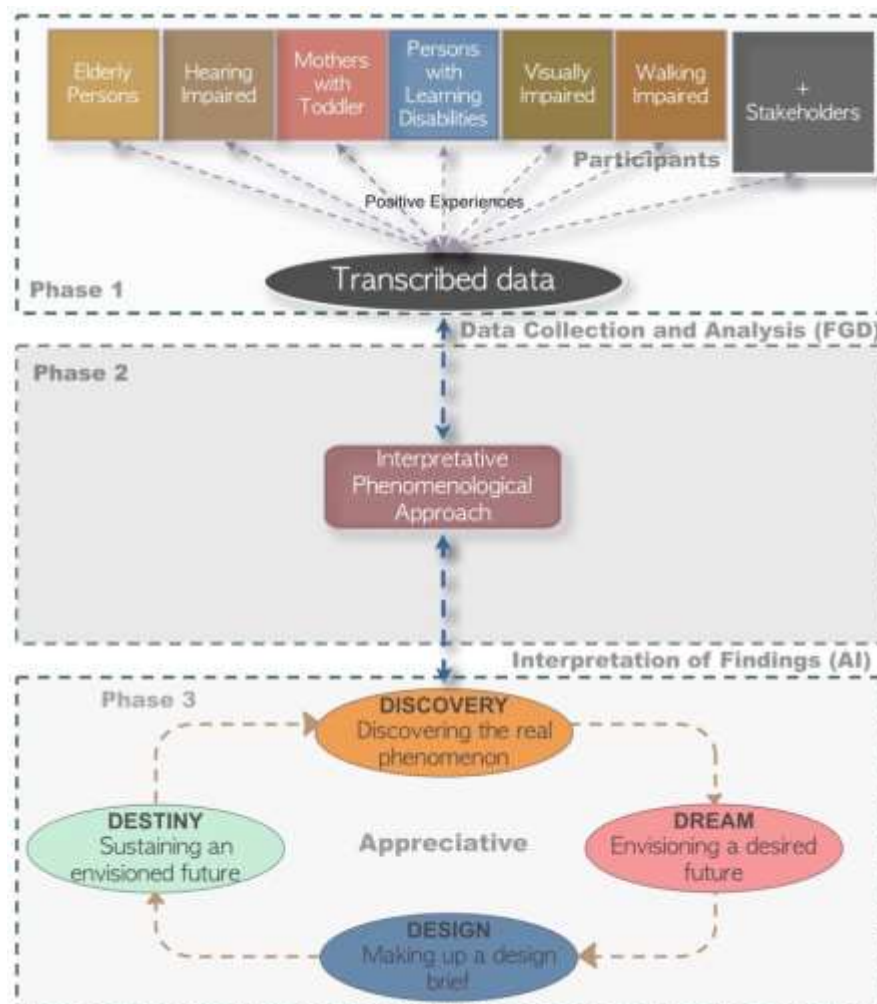 Elderly
Persons
Hearing
Impaired
Mothers
with
Toddler
Persons
with
Learning
Disabilities
Visually
Impaired
Walking
Impaired
+
Stakeholders
Participants
Positive Experiences
Transcribed data
Phase 1
Data Collection and Analysis (FGD)
Phase 2
Interpretative
Phenomenological
Approach
Interpretation of Findings (AI)
Phase 3
DISCOVERY
Discovering the real
phenomenon
DESTINY
Sustaining an
envisioned future
Appreciative
DREAM
Envisioning a desired
future
DESIGN
Making up a design
brief